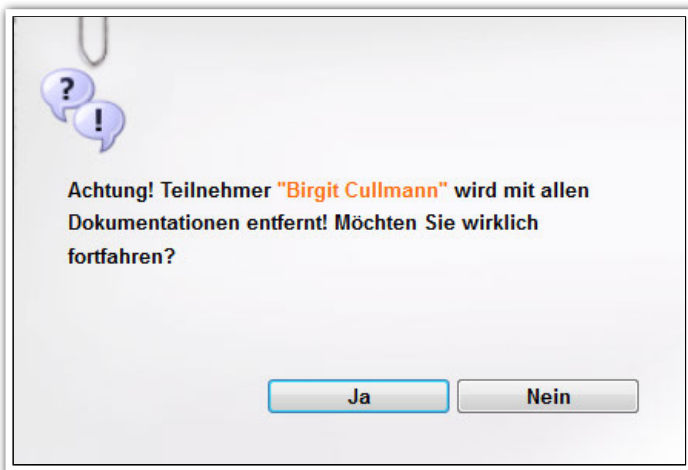 ?
!
Achtung! Teilnehmer "Birgit Cullmann" wird mit allen
Dokumentationen entfernt! Möchten Sie wirklich
fortfahren?
Ja Nein